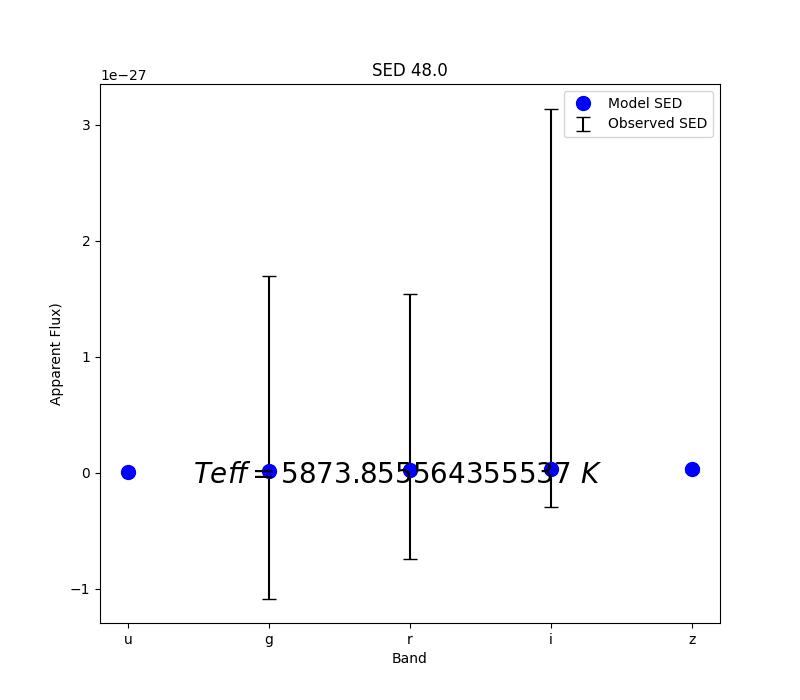 SED 48.0
1e−27
Model SED
Observed SED
3
2
1
0
−1
Apparent Flux)
Teff = 5873.855564355537 K
u g r i z
Band